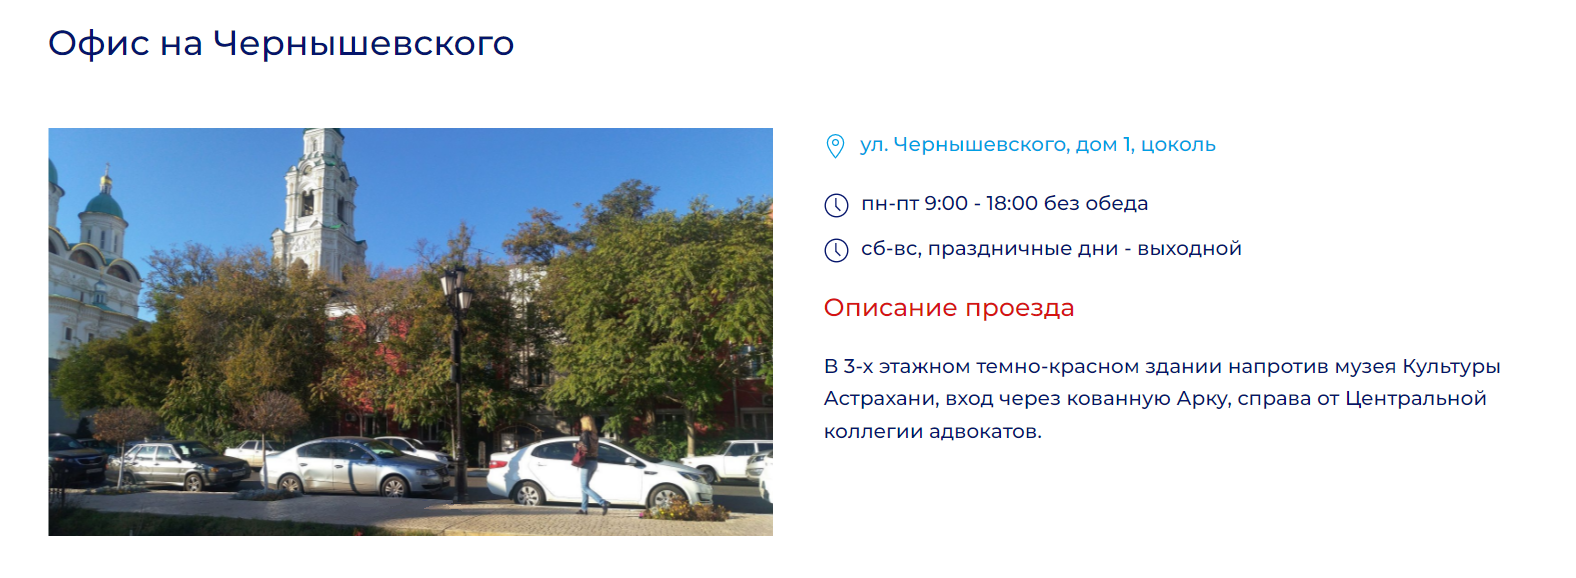 Офис на Чернышевского
ул. Чернышевского, дом 1, цоколь
пн-пт 9:00 - 18:00 без обеда
сб-вс, праздничные дни - выходной
Описание проезда
В 3-х этажном темно-красном здании напротив музея Культуры
Астрахани, вход через кованную Арку, справа от Центральной
коллегии адвокатов.